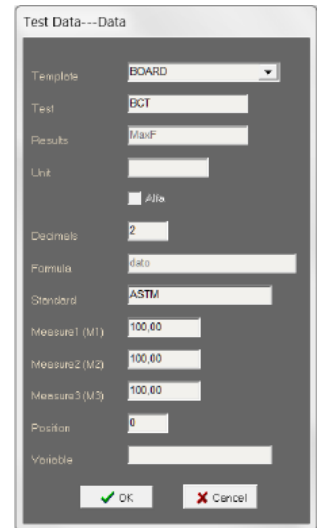 Test Data---Data
Template BOARD
Test BCT
Results MaxF
Unit
Alfa
Decimals 2
Formula dato
Standard ASTM
Measure1 (M1) 100,00
Measure2 (M2) 100,00
Measure3 (M3) 100,00
Position 0
Variable
OK Cancel